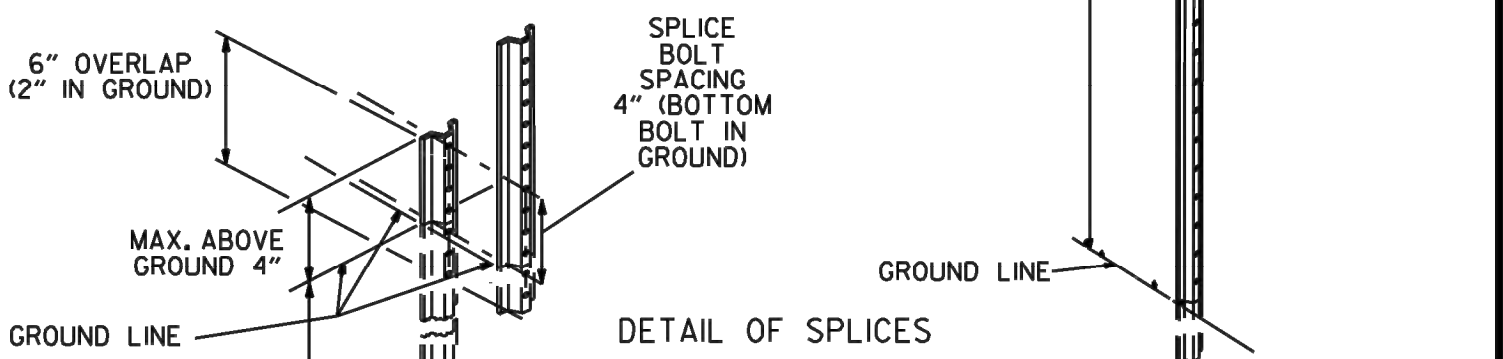 6" OVERLAP
(2" IN GROUND)
MAX. ABOVE
GROUND 4"
GROUND LINE
SPLICE
BOLT
SPACING
4" (BOTTOM
BOLT IN
GROUND)
DETAIL OF SPLICES
GROUND LINE